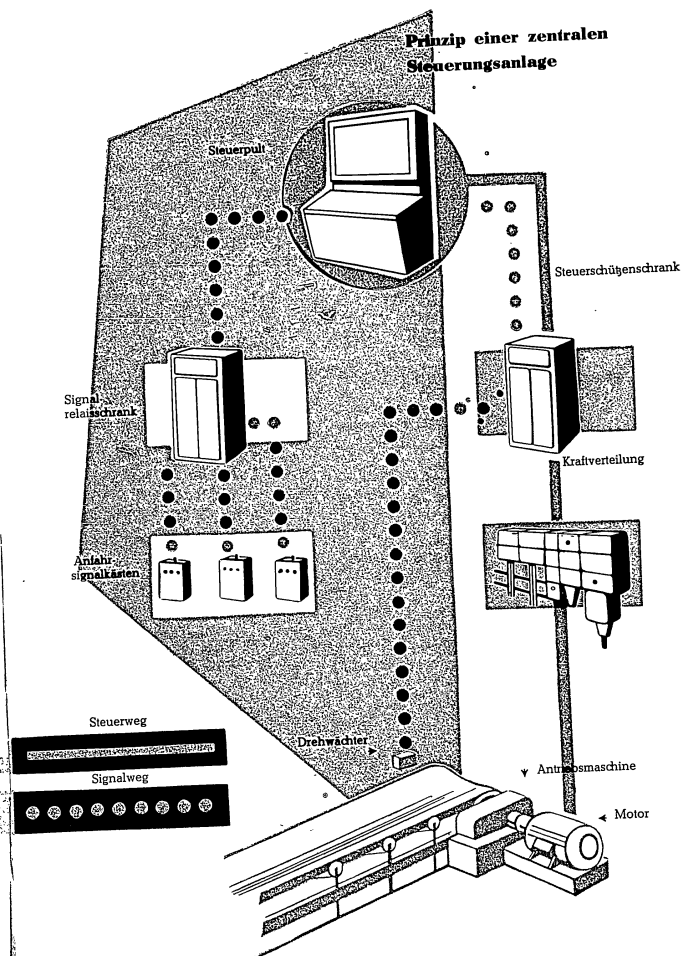 Prinzip einer zentralen
Steuerungsanlage
Steuerpult
Steuerschützenschrank
Signal
relaisschrank
Kraftverteilung
Anfahr
signalkästen
Steuerweg
Drehwächter
Signalweg
Antriebsmaschine
Motor